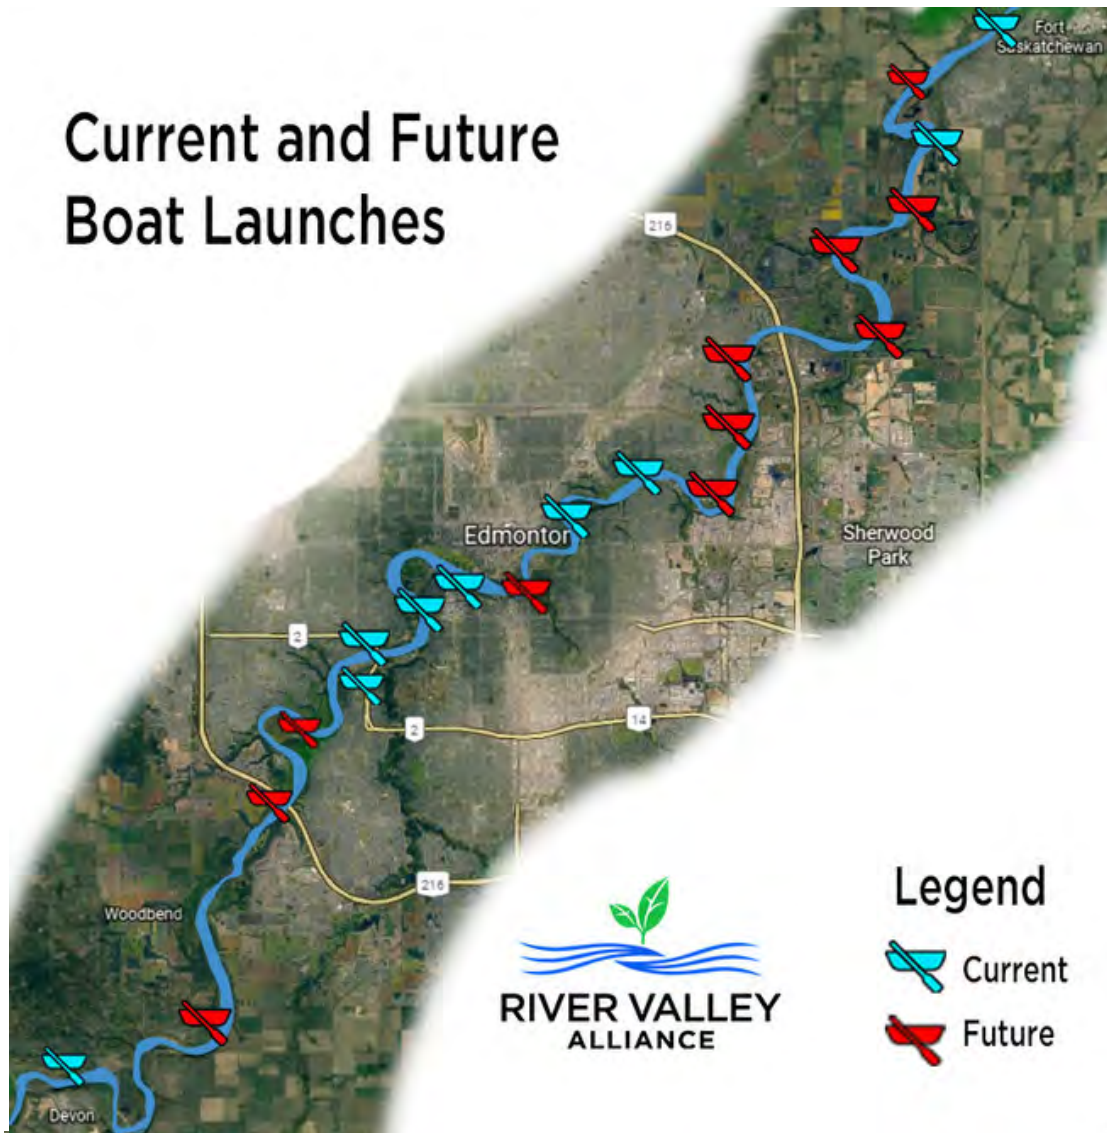 Current and Future
Boat Launches
Fort
Saskatchewan
216
Edmonton
Sherwood
Park
2
2
14
216
Woodbend
Devon
RIVER VALLEY
ALLIANCE
Legend
Current
Future